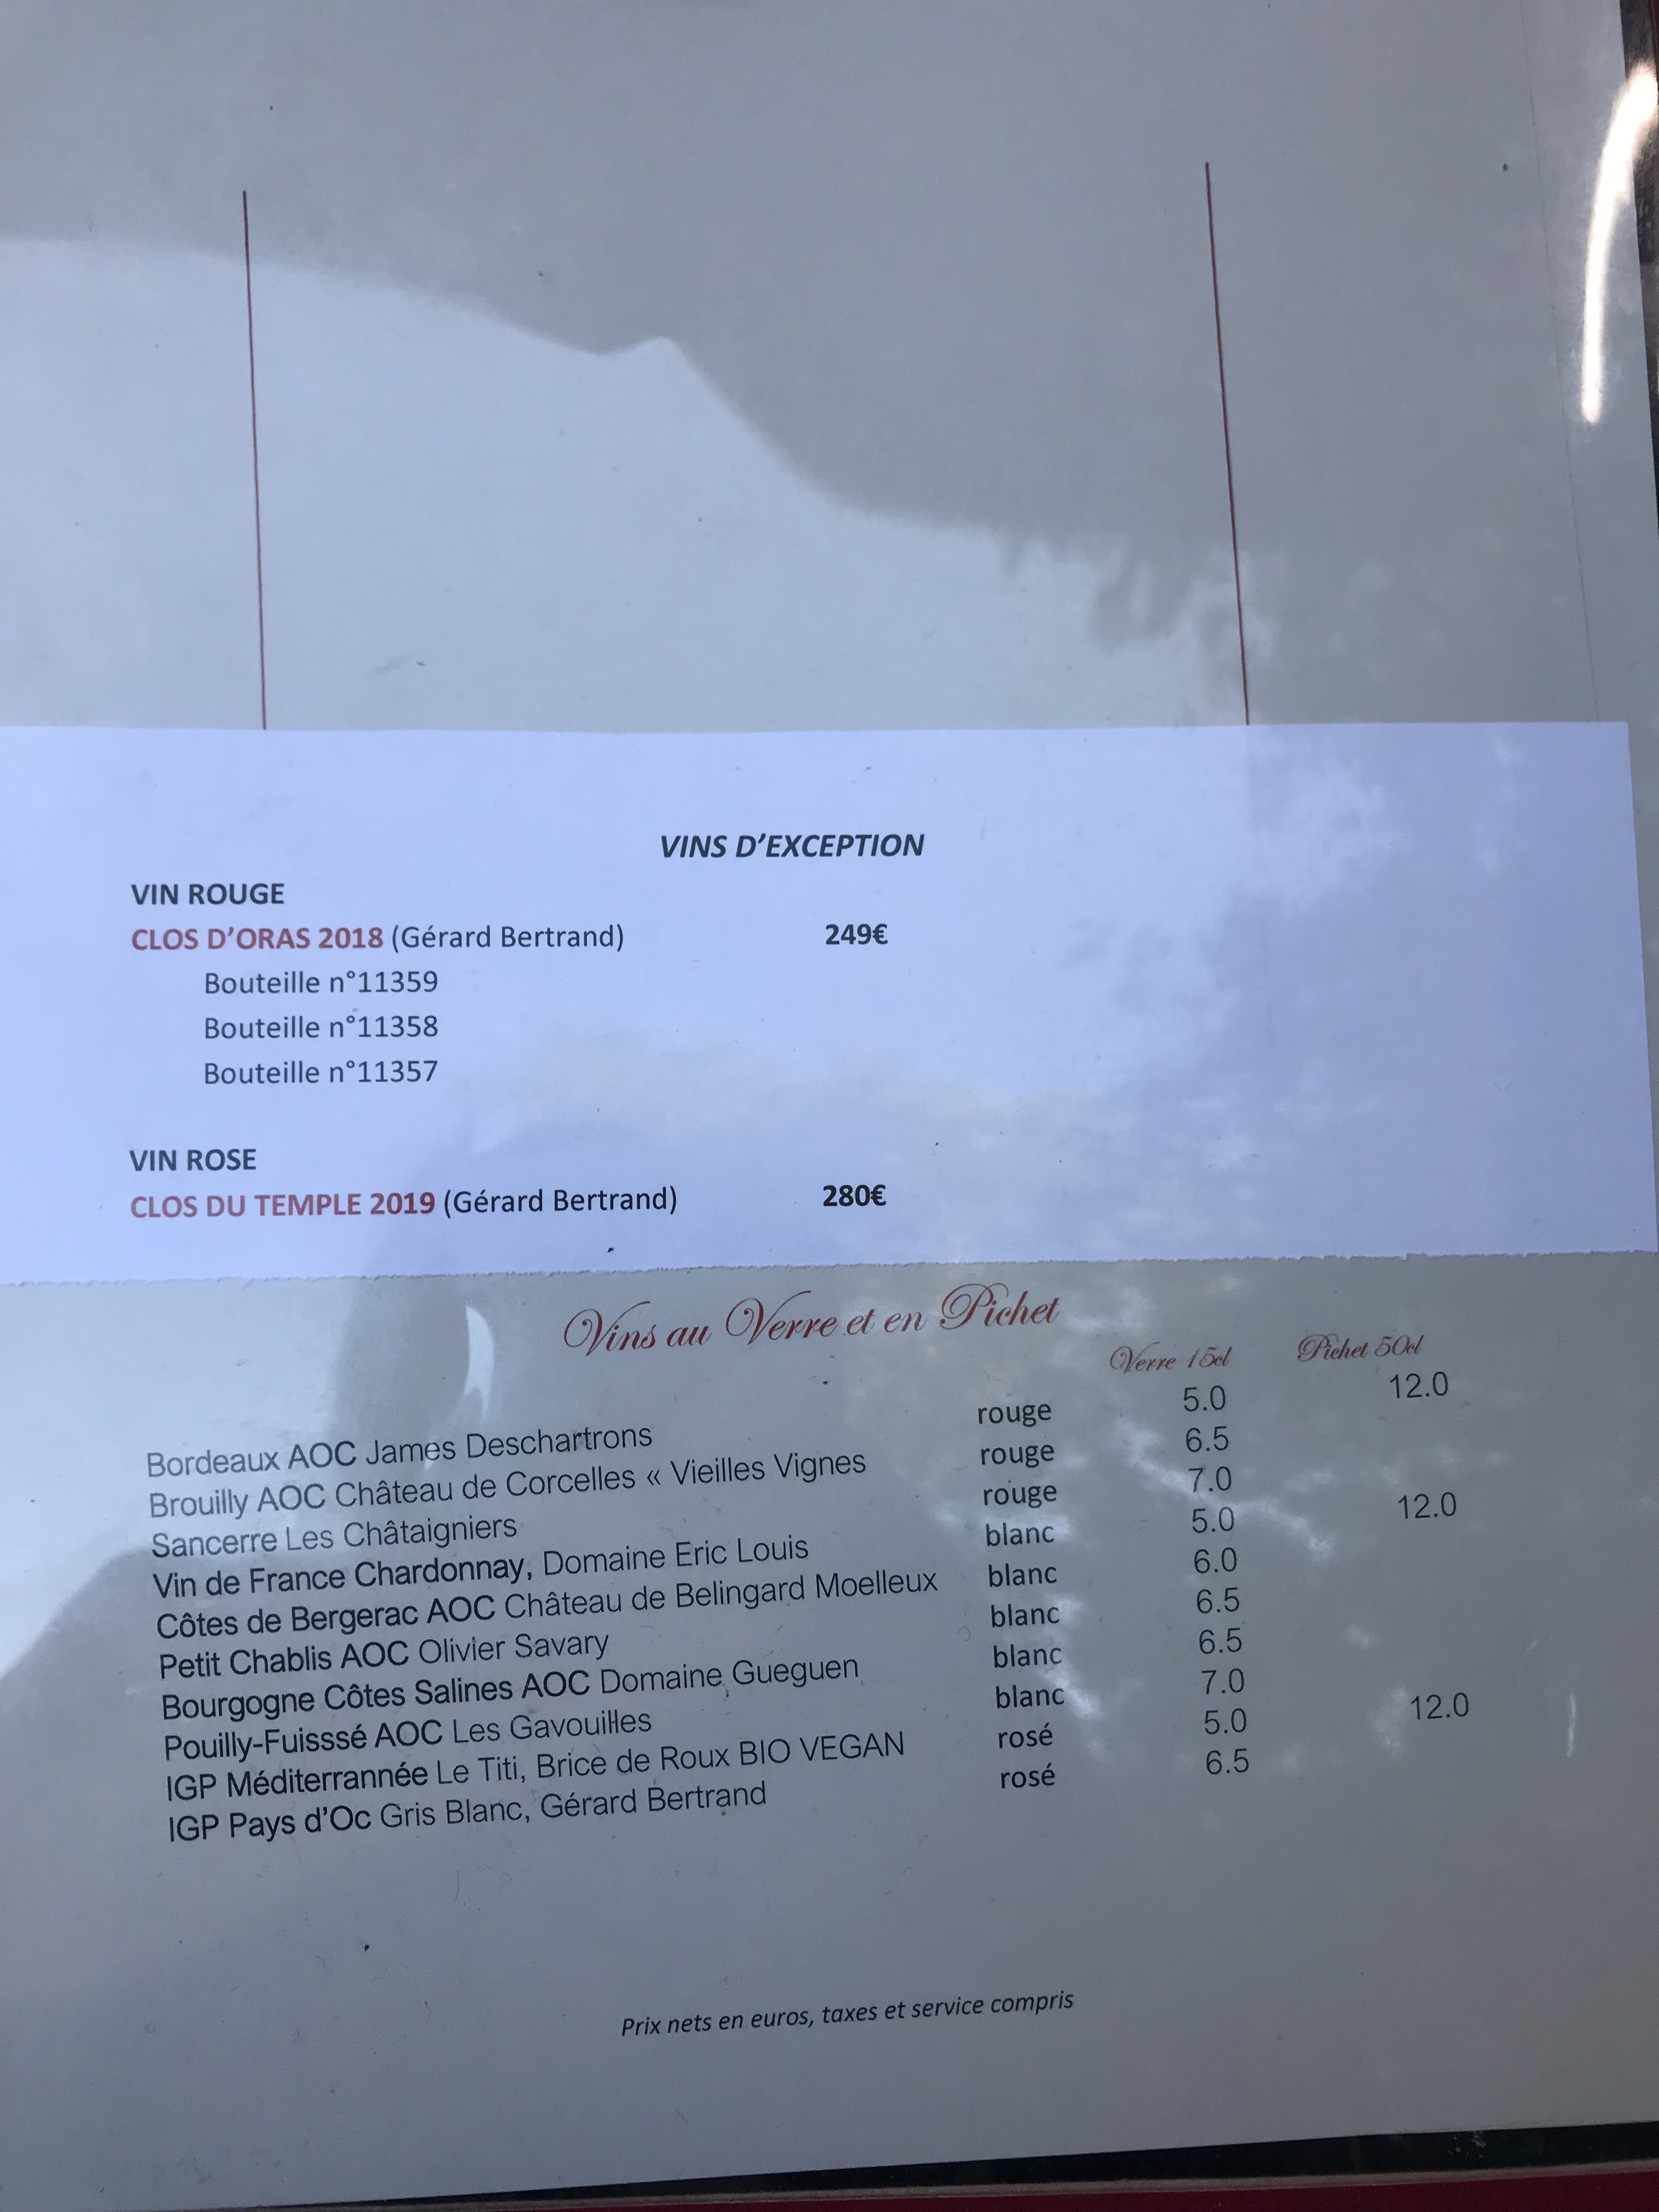 VINS D'EXCEPTION
VIN ROUGE
CLOS D'ORAS 2018 (Gérard Bertrand) 249€
Bouteille n°11359
Bouteille n°11358
Bouteille n°11357
VIN ROSE
CLOS DU TEMPLE 2019 (Gérard Bertrand) 280€
Vins au Verre et en Pichet
Verre 15cl Pichet 50cl
Bordeaux AOC James Deschartrons rouge 5.0 12.0
Brouilly AOC Château de Corcelles « Vieilles Vignes rouge 6.5
Sancerre Les Châtaigniers rouge 7.0
Vin de France Chardonnay, Domaine Eric Louis blanc 5.0 12.0
Côtes de Bergerac AOC Château de Belingard Moelleux blanc 6.0
Petit Chablis AOC Olivier Savary blanc 6.5
Bourgogne Côtes Salines AOC Domaine Gueguen blanc 6.5
Pouilly-Fuisssé AOC Les Gavouilles blanc 7.0
IGP Méditerrannée Le Titi, Brice de Roux BIO VEGAN rosé 5.0 12.0
IGP Pays d'Oc Gris Blanc, Gérard Bertrand rosé 6.5
Prix nets en euros, taxes et service compris